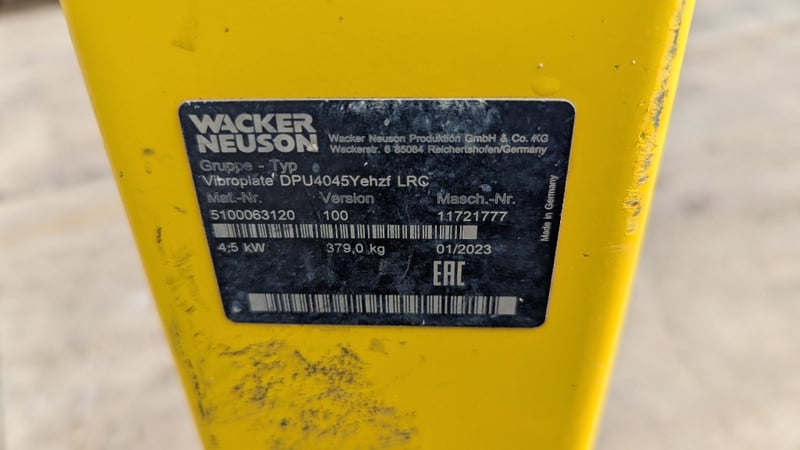 WACKER
NEUSON
Wacker Neuson Produktion GmbH & Co. KG
Wackerstr. 6 85084 Reichertshofen/Germany
Gruppe - Typ
Vibroplate DPU4045Yehzf LRC
Mat.-Nr. Version Masch.-Nr.
5100063120 100 11721777
4,5 kW 379,0 kg 01/2023
EAC
Made in Germany